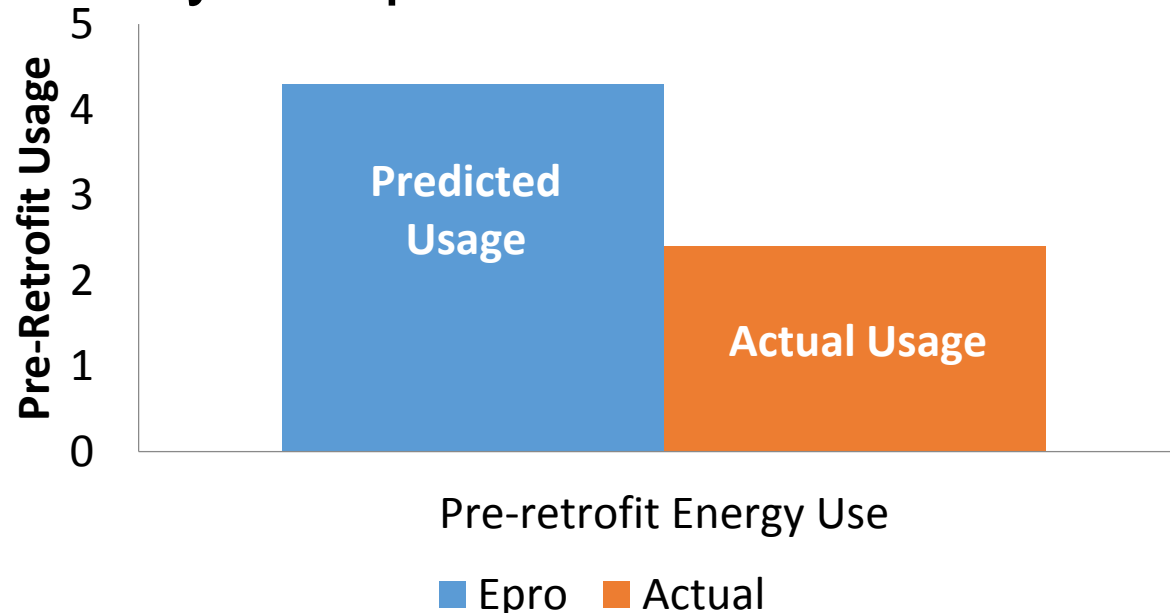 5
4
3
2
1
0
Pre-Retrofit Usage
Predicted
Usage
Actual Usage
Pre-retrofit Energy Use
Epro Actual